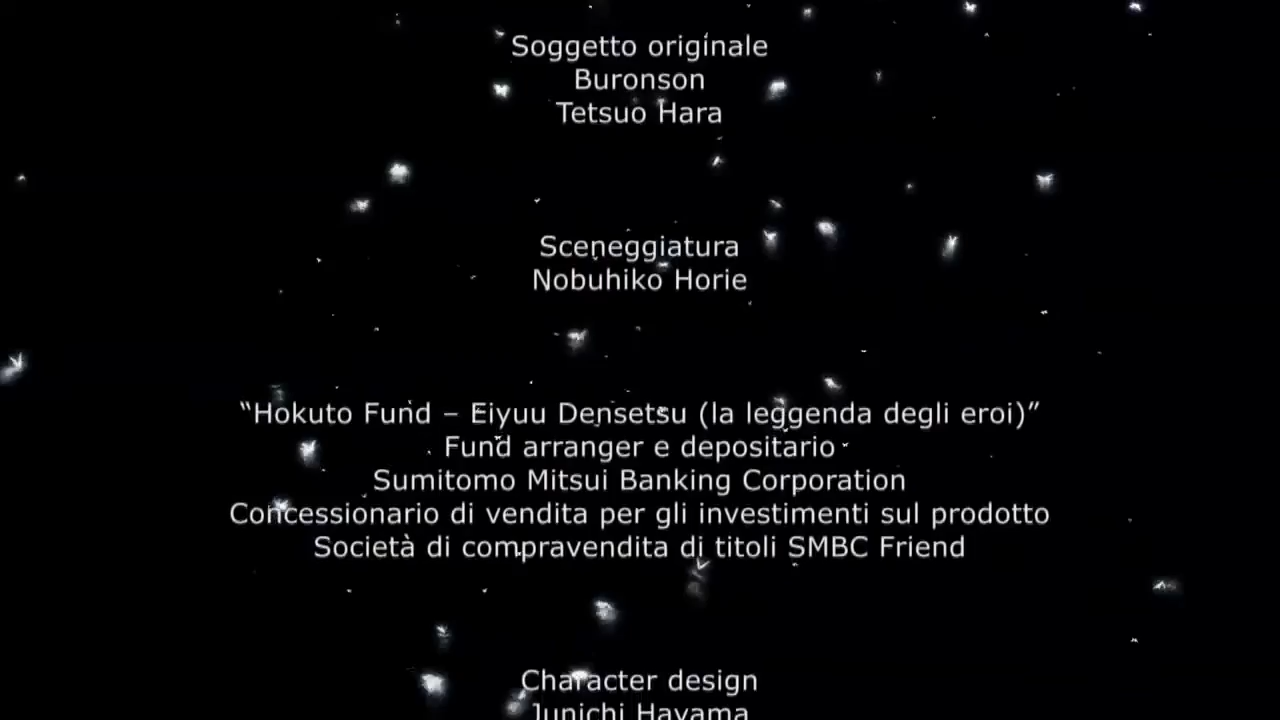 Soggetto originale
Buronson
Tetsuo Hara
Sceneggiatura
Nobuhiko Horie
“Hokuto Fund – Eiyuu Densetsu (la leggenda degli eroi)”
Fund arranger e depositario
Sumitomo Mitsui Banking Corporation
Concessionario di vendita per gli investimenti sul prodotto
Società di compravendita di titoli SMBC Friend
Character design
Junichi Hayama